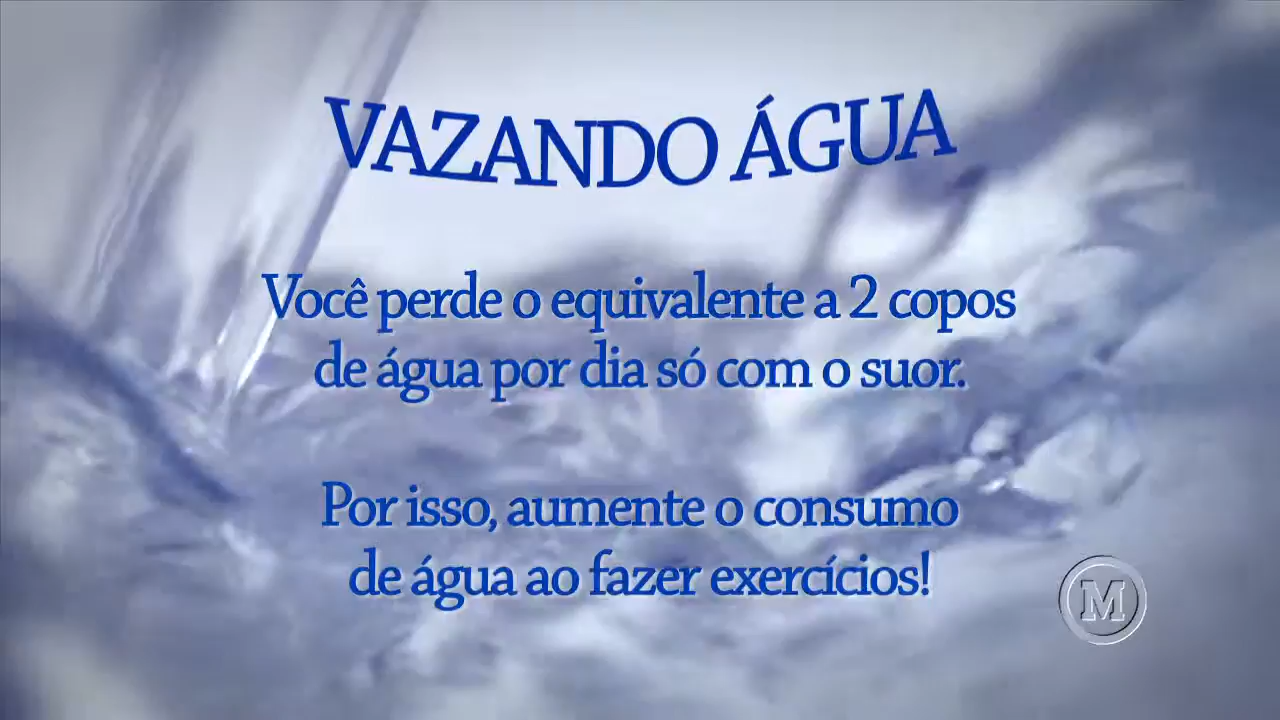 VAZANDO ÁGUA
Você perde o equivalente a 2 copos
de água por dia só com o suor.
Por isso, aumente o consumo
de água ao fazer exercícios!
M